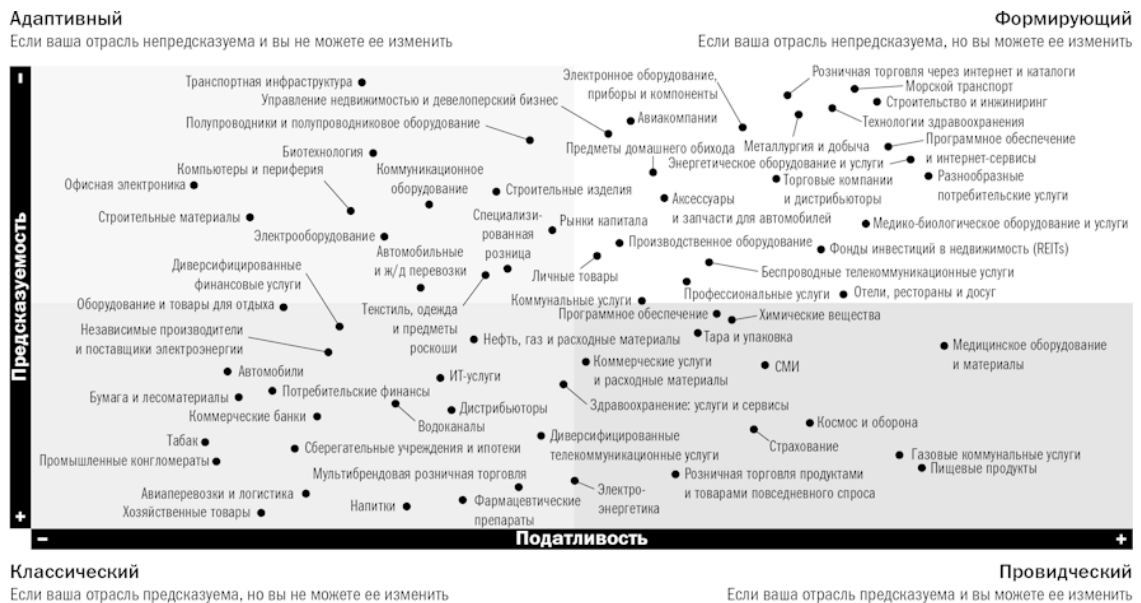 Адаптивный
Если ваша отрасль непредсказуема и вы не можете ее изменить
Формирующий
Если ваша отрасль непредсказуема, но вы можете ее изменить
Предсказуемость
–
+
Транспортная инфраструктура
Управление недвижимостью и девелоперский бизнес
Полупроводники и полупроводниковое оборудование
Биотехнология
Компьютеры и периферия
Офисная электроника
Коммуникационное
оборудование
Строительные изделия
Строительные материалы
Электрооборудование
Специализи-
рованная
розница
Автомобильные
и ж/д перевозки
Диверсифицированные
финансовые услуги
Оборудование и товары для отдыха
Текстиль, одежда
и предметы
роскоши
Электронное оборудование,
приборы и компоненты
Авиакомпании
Предметы домашнего обихода
Розничная торговля через интернет и каталоги
Морской транспорт
Строительство и инжиниринг
Технологии здравоохранения
Металлургия и добыча
Программное обеспечение
и интернет-сервисы
Энергетическое оборудование и услуги
Торговые компании
и дистрибьюторы
Разнообразные
потребительские услуги
Аксессуары
и запчасти для автомобилей
Рынки капитала
Медико-биологическое оборудование и услуги
Производственное оборудование
Фонды инвестиций в недвижимость (REITs)
Личные товары
Беспроводные телекоммуникационные услуги
Профессиональные услуги
Отели, рестораны и досуг
Коммунальные услуги
Программное обеспечение
Химические вещества
Независимые производители
и поставщики электроэнергии
Нефть, газ и расходные материалы
Тара и упаковка
Медицинское оборудование
и материалы
Автомобили
Потребительские финансы
ИТ-услуги
Коммерческие услуги
и расходные материалы
СМИ
Бумага и лесоматериалы
Коммерческие банки
Водоканалы
Дистрибьюторы
Здравоохранение: услуги и сервисы
Космос и оборона
Табак
Сберегательные учреждения и ипотеки
Диверсифицированные
телекоммуникационные услуги
Страхование
Газовые коммунальные услуги
Пищевые продукты
Промышленные конгломераты
Мультибрендовая розничная торговля
Розничная торговля продуктами
и товарами повседневного спроса
Авиаперевозки и логистика
Хозяйственные товары
Напитки
Фармацевтические
препараты
Электро-
энергетика
–
Податливость
+
Классический
Если ваша отрасль предсказуема, но вы не можете ее изменить
Провидческий
Если ваша отрасль предсказуема и вы можете ее изменить